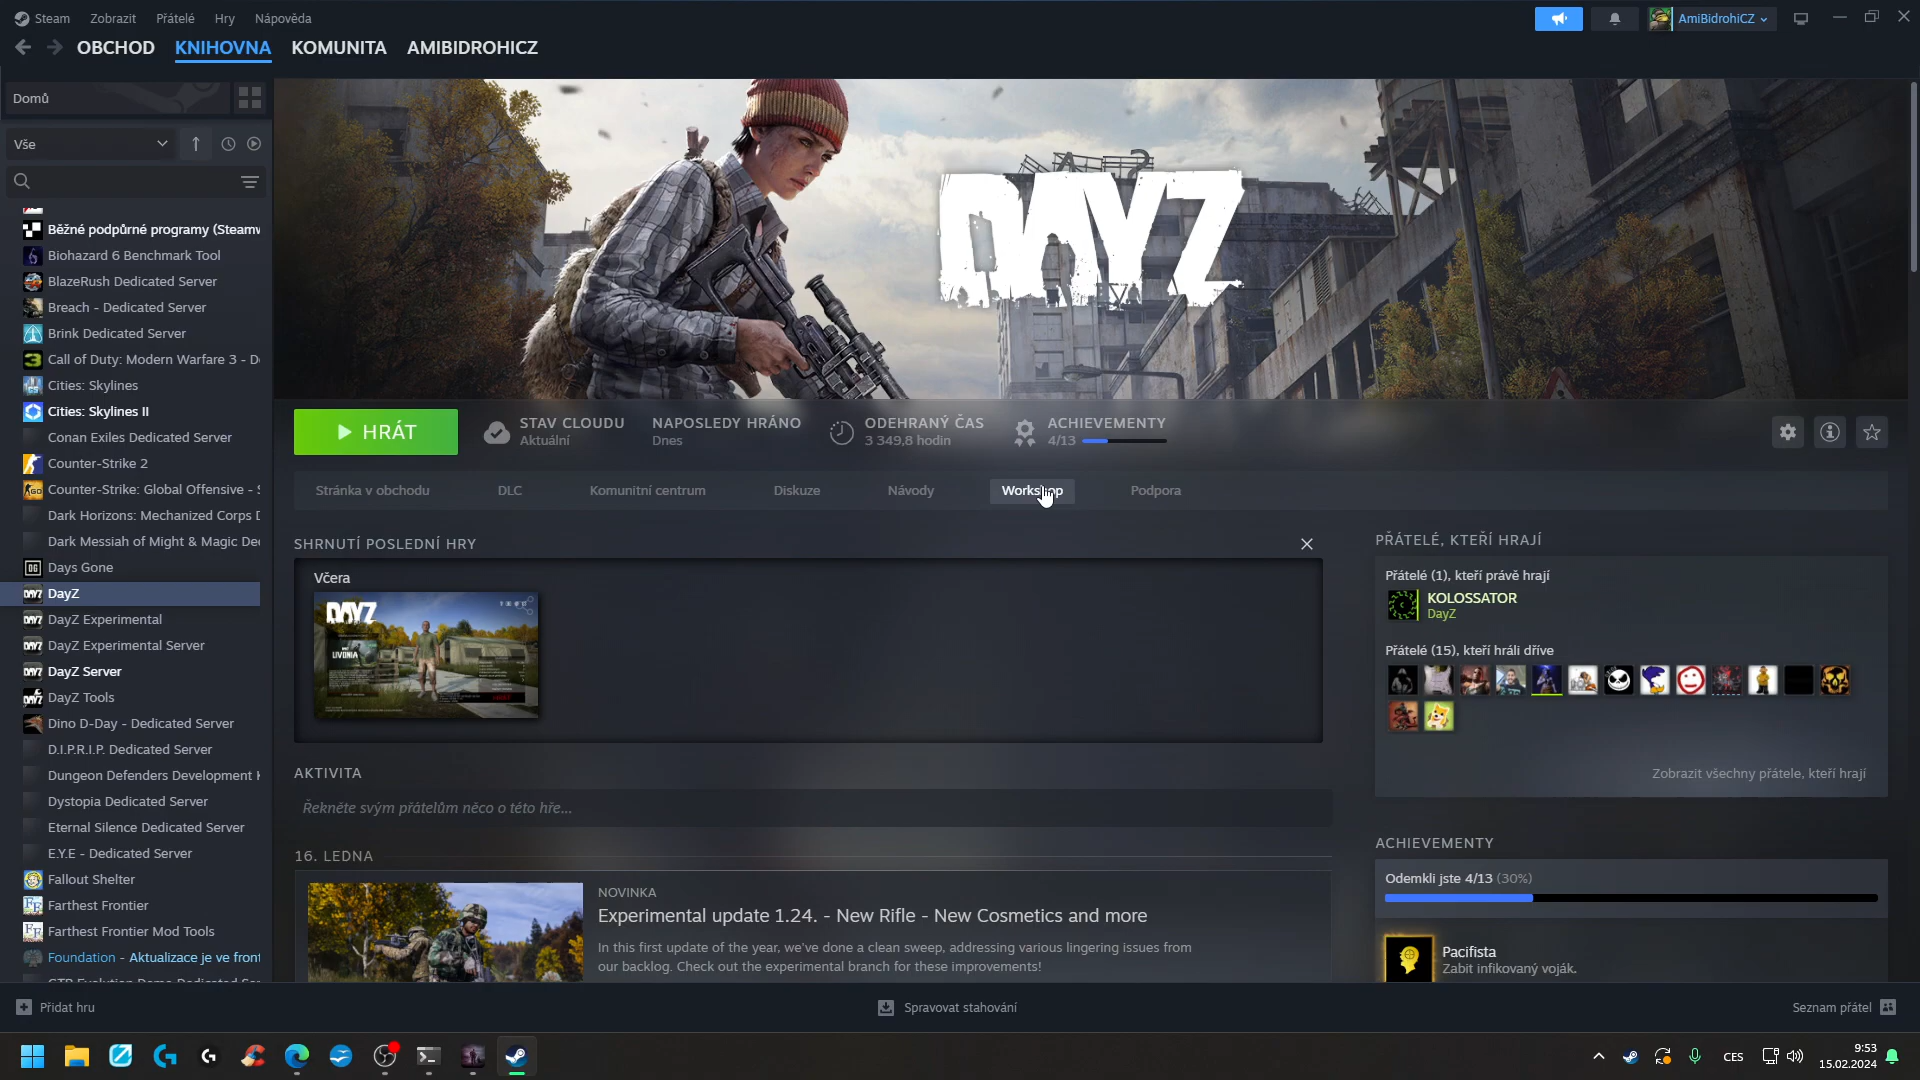 Steam Zobrazit Přátelé Hry Nápověda
AmiBidrohiCZ
OBCHOD KNIHOVNA KOMUNITA AMIBIDROHICZ
Domů
Vše
Běžné podpůrné programy (Steamw
Biohazard 6 Benchmark Tool
BlazeRush Dedicated Server
Breach - Dedicated Server
Brink Dedicated Server
Call of Duty: Modern Warfare 3 - De
Cities: Skylines
Cities: Skylines II
Conan Exiles Dedicated Server
Counter-Strike 2
Counter-Strike: Global Offensive - S
Dark Horizons: Mechanized Corps D
Dark Messiah of Might & Magic Ded
Days Gone
DayZ
DayZ Experimental
DayZ Experimental Server
DayZ Server
DayZ Tools
Dino D-Day - Dedicated Server
D.I.P.R.I.P. Dedicated Server
Dungeon Defenders Development K
Dystopia Dedicated Server
Eternal Silence Dedicated Server
E.Y.E - Dedicated Server
Fallout Shelter
Farthest Frontier
Farthest Frontier Mod Tools
Foundation - Aktualizace je ve front
DAYZ
HRÁT
STAV CLOUDU
Aktuální
NAPOSLEDY HRÁNO
Dnes
ODEHRANÝ ČAS
3 349,8 hodin
ACHIEVEMENTY
4/13
Stránka v obchodu DLC Komunitní centrum Diskuze Návody Workshop Podpora
SHRNUTÍ POSLEDNÍ HRY
Včera
DAYZ
LIVONIA
AKTIVITA
Řekněte svým přátelům něco o této hře...
16. LEDNA
NOVINKA
Experimental update 1.24. - New Rifle - New Cosmetics and more
In this first update of the year, we've done a clean sweep, addressing various lingering issues from
our backlog. Check out the experimental branch for these improvements!
PŘÁTELÉ, KTEŘÍ HRAJÍ
Přátelé (1), kteří právě hrají
KOLOSSATOR
DayZ
Přátelé (15), kteří hráli dříve
Zobrazit všechny přátele, kteří hrají
ACHIEVEMENTY
Odemkli jste 4/13 (30%)
Pacifista
Zabít infikovaný voják.
Přidat hru
Spravovat stahování
Seznam přátel
CES
9:53
15.02.2024